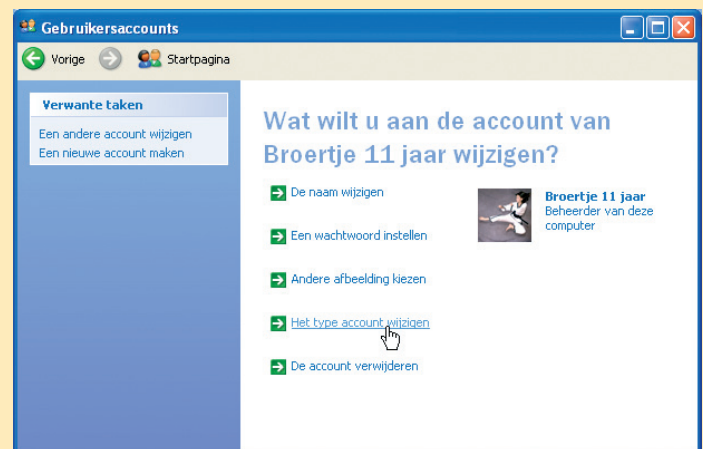 Gebruikersaccounts
Vorige
Startpagina
Verwante taken
Een andere account wijzigen
Een nieuwe account maken
Wat wilt u aan de account van
Broertje 11 jaar wijzigen?
De naam wijzigen
Een wachtwoord instellen
Andere afbeelding kiezen
Het type account wijzigen
De account verwijderen
Broertje 11 jaar
Beheerder van deze
computer